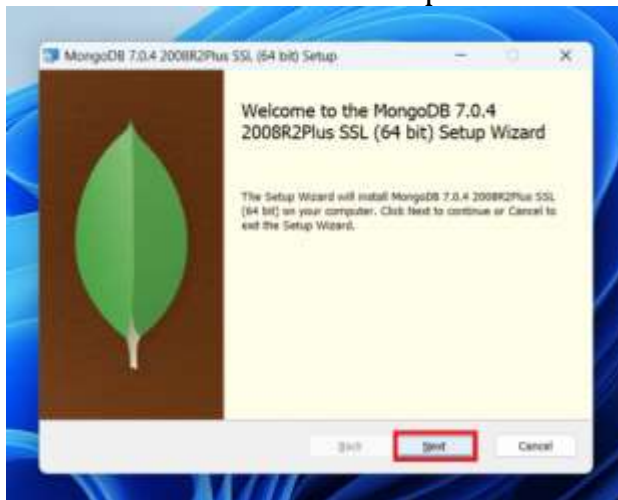 MongoDB 7.0.4 2008R2Plus SSL (64 bit) Setup
Welcome to the MongoDB 7.0.4
2008R2Plus SSL (64 bit) Setup Wizard
The Setup Wizard will install MongoDB 7.0.4 2008R2Plus SSL
(64 bit) on your computer. Click Next to continue or Cancel to
exit the Setup Wizard.
Back
Next
Cancel